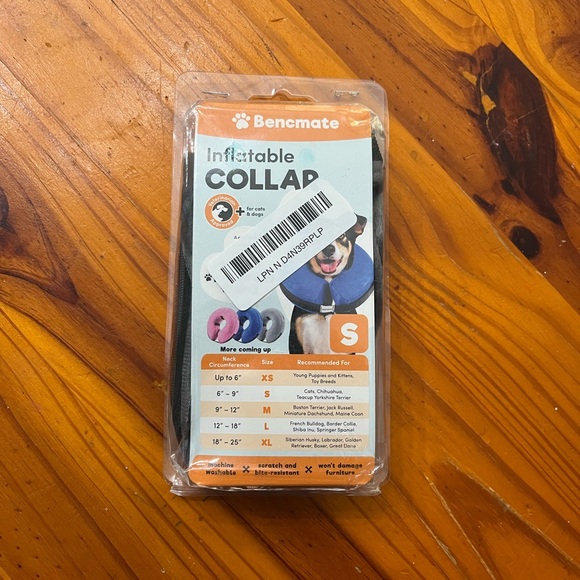 Bencmate
Inflatable
COLLAR
Approved
+ for cats & dogs
LPN N D4N39RPLP
S
More coming up
Neck Circumference Size Recommended For
Up to 6" XS Young Puppies and Kittens, Toy Breeds
6" – 9" S Cats, Chihuahua, Teacup Yorkshire Terrier
9" – 12" M Boston Terrier, Jack Russell, Miniature Dachshund, Maine Coon
12" – 18" L French Bulldog, Border Collie, Shiba Inu, Springer Spaniel
18" – 25" XL Siberian Husky, Labrador, Golden Retriever, Boxer, Great Dane
machine washable scratch and bite-resistant won't damage furniture